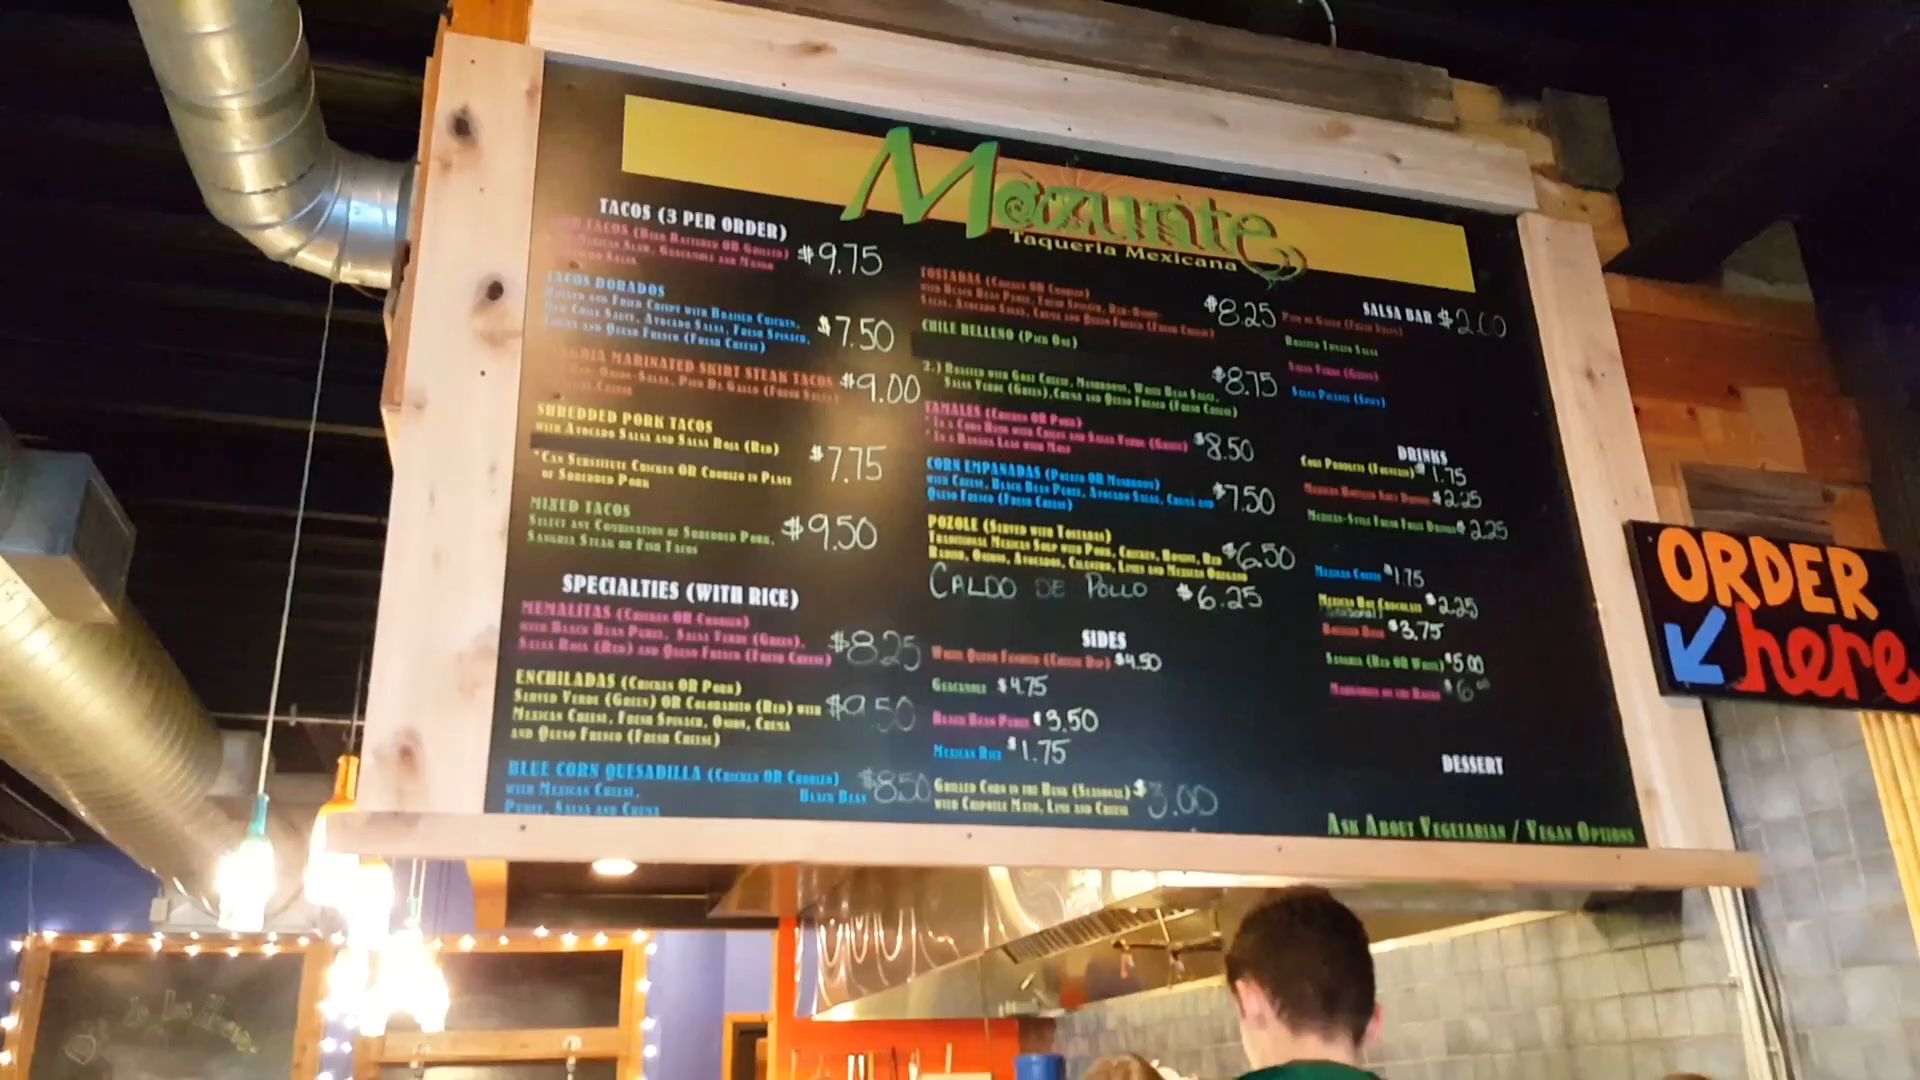 Mazunte
Taqueria Mexicana
TACOS (3 PER ORDER)
TACOS (BEER BATTERED OR GRILLED)
MEXICAN SLAW, GUACAMOLE AND MANGO
SALSA
$9.75
TACOS DORADOS
ROLLED AND FRIED CRISPY WITH BRAISED CHICKEN,
CHILE SAUCE, AVOCADO SALSA, FRESH SPINACH,
CREMA AND QUESO FRESCO (FRESH CHEESE)
$7.50
MARINATED SKIRT STEAK TACOS
RED-ONION-SALSA, PICO DE GALLO (FRESH SALSA)
CHEESE
$9.00
SHREDDED PORK TACOS
WITH AVOCADO SALSA AND SALSA ROJA (RED)
$7.75
*CAN SUBSTITUTE CHICKEN OR CHORIZO IN PLACE
OF SHREDDED PORK
MIXED TACOS
SELECT ANY COMBINATION OF SHREDDED PORK,
SANGRIA STEAK OR FISH TACOS
$9.50
SPECIALTIES (WITH RICE)
MEMALITAS (CHICKEN OR CHORIZO)
WITH BLACK BEAN PUREE, SALSA VERDE (GREEN),
SALSA ROJA (RED) AND QUESO FRESCO (FRESH CHEESE)
$8.25
ENCHILADAS (CHICKEN OR PORK)
SERVED VERDE (GREEN) OR COLORADITO (RED) WITH
MEXICAN CHEESE, FRESH SPINACH, ONION, CREMA
AND QUESO FRESCO (FRESH CHEESE)
$9.50
BLUE CORN QUESADILLA (CHICKEN OR CHORIZO)
WITH MEXICAN CHEESE, BLACK BEAN
PUREE, SALSA AND CREMA
$8.50
TOSTADAS (CHICKEN OR CHORIZO)
WITH BLACK BEAN PUREE, FRESH SPINACH, RED-ONION-
SALSA, AVOCADO SALSA, CREMA AND QUESO FRESCO (FRESH CHEESE)
$8.25
CHILE RELLENO (PICK ONE)
2.) ROASTED WITH GOAT CHEESE, MUSHROOMS, WHITE BEAN SAUCE,
SALSA VERDE (GREEN), CREMA AND QUESO FRESCO (FRESH CHEESE)
$8.75
TAMALES (CHICKEN OR PORK)
* IN A CORN HUSK WITH CHEESE AND SALSA VERDE (GREEN)
* IN A BANANA LEAF WITH MOLE
$8.50
CORN EMPANADAS (POTATO OR MUSHROOM)
WITH CHEESE, BLACK BEAN PUREE, AVOCADO SALSA, CREMA AND
QUESO FRESCO (FRESH CHEESE)
$7.50
POZOLE (SERVED WITH TOSTADAS)
TRADITIONAL MEXICAN SOUP WITH PORK, CHICKEN, HOMINY, RED
RADISH, ONIONS, AVOCADOS, CILANTRO, LIMES AND MEXICAN OREGANO
$6.50
CALDO DE POLLO $6.25
SIDES
WHITE QUESO FUNDIDO (CHEESE DIP) $4.50
GUACAMOLE $4.75
BLACK BEAN PUREE $3.50
MEXICAN RICE $1.75
GRILLED CORN ON THE HUSK (SEASONAL)
WITH CHIPOTLE MAYO, LIME AND CHEESE
$3.00
SALSA BAR $2.00
PICO DE GALLO (FRESH SALSA)
ROASTED TOMATO SALSA
SALSA VERDE (GREEN)
SALSA PICANTE (SPICY)
DRINKS
COKE PRODUCTS (FOUNTAIN) $1.75
MEXICAN BOTTLED SOFT DRINKS $2.25
MEXICAN-STYLE FRESH FRUIT DRINKS $2.25
MEXICAN COFFEE $1.75
MEXICAN HOT CHOCOLATE $2.25
(SEASONAL)
BOTTLED BEER $3.75
SANGRIA (RED OR WHITE) $5.00
MARGARITA ON THE ROCKS $6.00
DESSERT
ASK ABOUT VEGETARIAN / VEGAN OPTIONS
ORDER
here